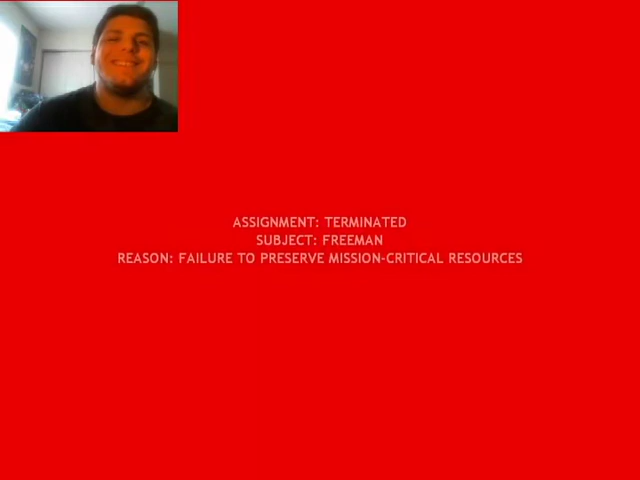 ASSIGNMENT: TERMINATED
SUBJECT: FREEMAN
REASON: FAILURE TO PRESERVE MISSION-CRITICAL RESOURCES